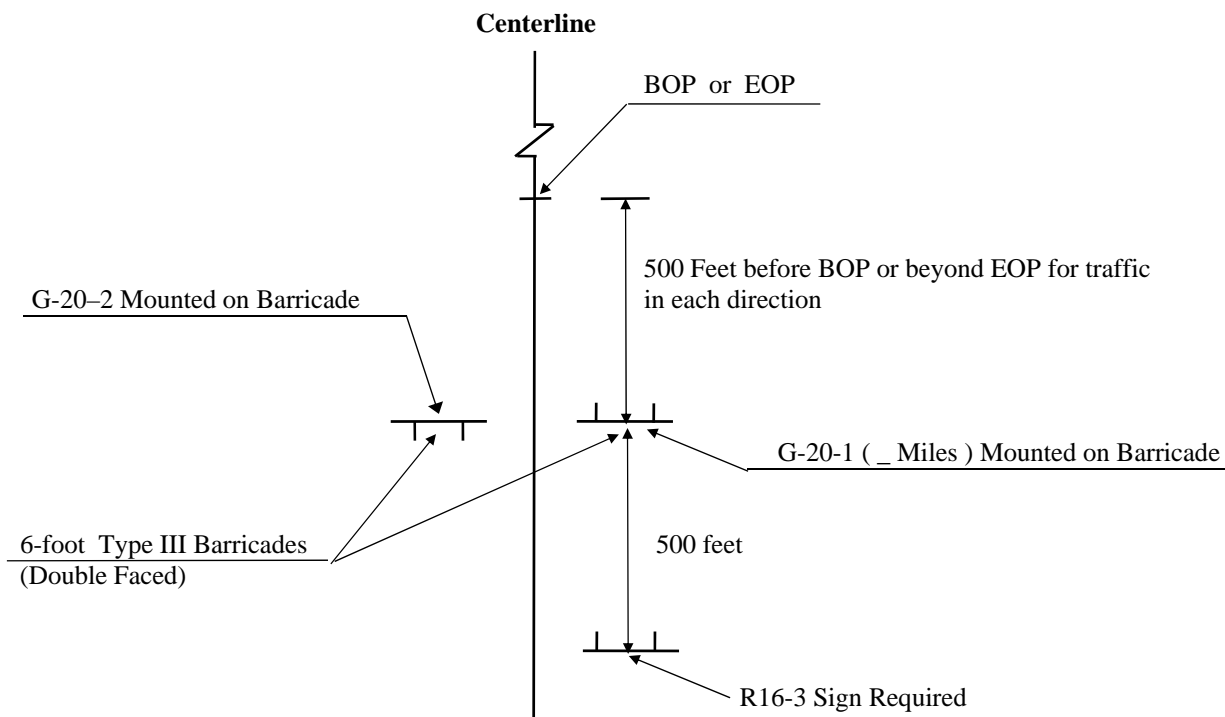 Centerline
BOP or EOP
500 Feet before BOP or beyond EOP for traffic
in each direction
G-20–2 Mounted on Barricade
G-20-1 ( _ Miles ) Mounted on Barricade
6-foot Type III Barricades
(Double Faced)
500 feet
R16-3 Sign Required